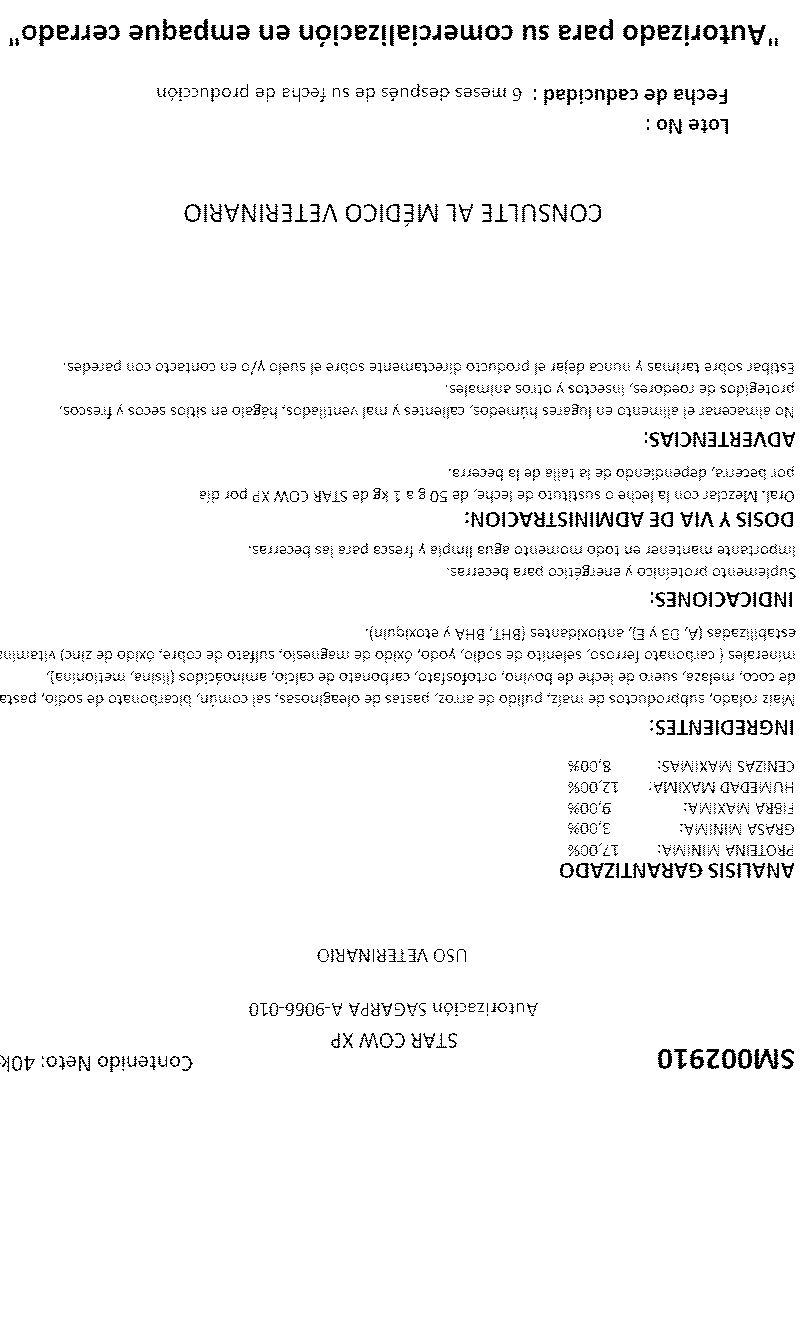 SM002910
STAR COW XP
Contenido Neto: 40k
Autorización SAGARPA A-9066-010
USO VETERINARIO
ANALISIS GARANTIZADO
PROTEINA MINIMA: 17,00%
GRASA MINIMA: 3,00%
FIBRA MAXIMA: 9,00%
HUMEDAD MAXIMA: 12,00%
CENIZAS MAXIMAS: 8,00%
INGREDIENTES:
Maíz rolado, subproductos de maíz, pulido de arroz, pastas de oleaginosas, sal común, bicarbonato de sodio, pasta
de coco, melaza, suero de leche de bovino, ortofosfato, carbonato de calcio, aminoácidos (lisina, metionina),
minerales ( carbonato ferroso, selenito de sodio, yodo, óxido de magnesio, sulfato de cobre, óxido de zinc) vitamina
estabilizadas (A, D3 y E), antioxidantes (BHT, BHA y etoxiquin).
INDICACIONES:
Suplemento proteínico y energético para becerras.
Importante mantener en todo momento agua limpia y fresca para las becerras.
DOSIS Y VIA DE ADMINISTRACION:
Oral. Mezclar con la leche o sustituto de leche, de 50 g a 1 kg de STAR COW XP por día
por becerra, dependiendo de la talla de la becerra.
ADVERTENCIAS:
No almacenar el alimento en lugares húmedos, calientes y mal ventilados, hágalo en sitios secos y frescos,
protegidos de roedores, insectos y otros animales.
Estibar sobre tarimas y nunca dejar el producto directamente sobre el suelo y/o en contacto con paredes.
CONSULTE AL MÉDICO VETERINARIO
Lote No :
Fecha de caducidad : 6 meses después de su fecha de producción
"Autorizado para su comercialización en empaque cerrado"